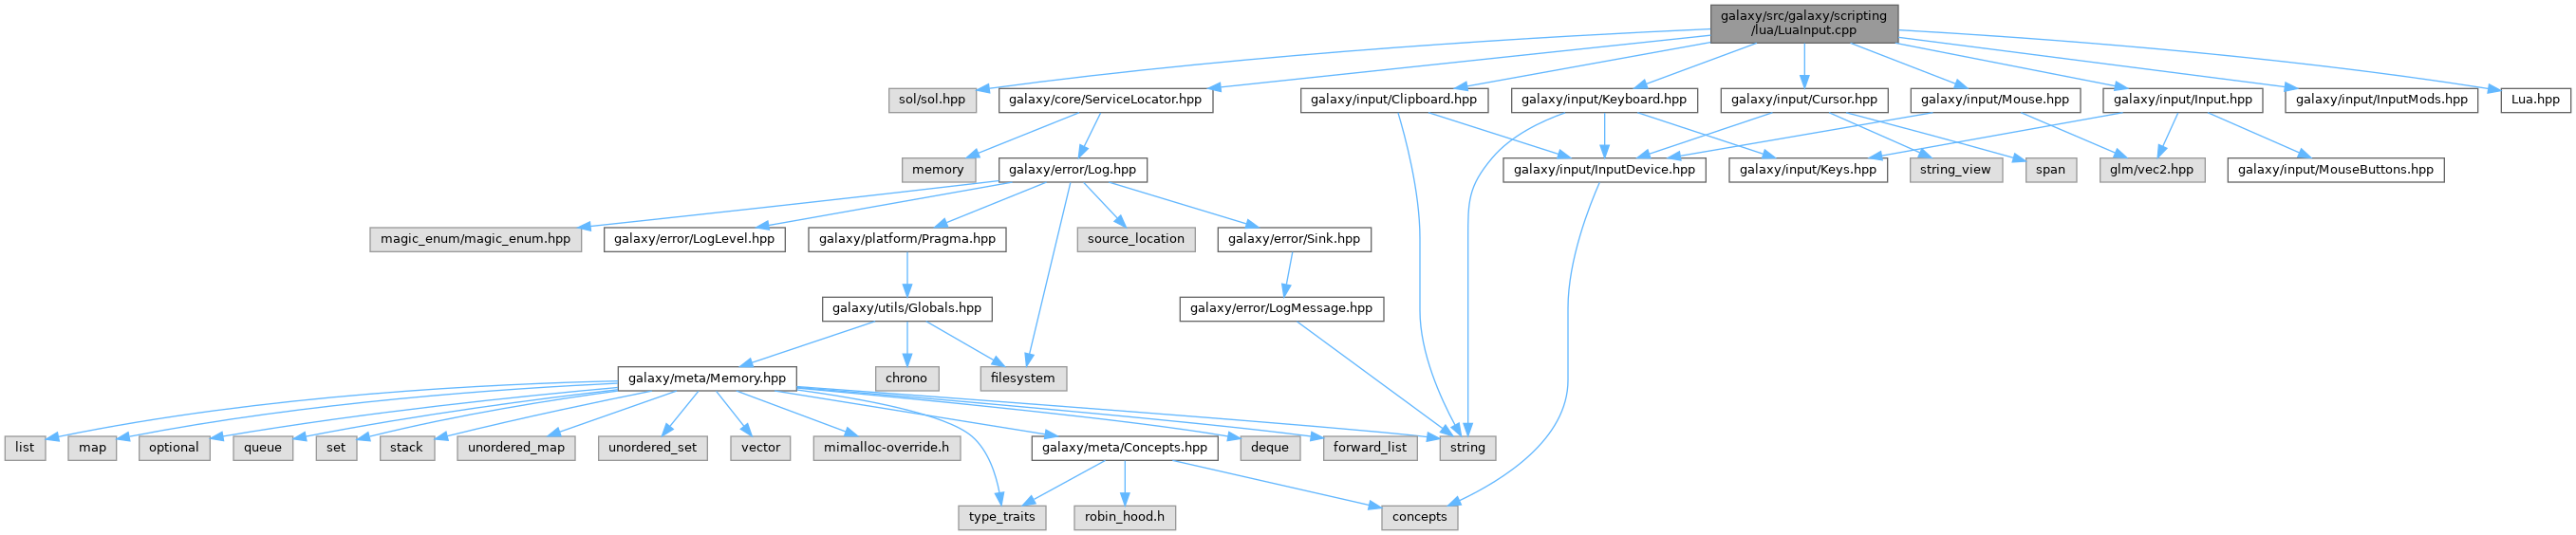 galaxy/src/galaxy/scripting
/lua/LuaInput.cpp
sol/sol.hpp
galaxy/core/ServiceLocator.hpp
galaxy/input/Clipboard.hpp
galaxy/input/Keyboard.hpp
galaxy/input/Cursor.hpp
galaxy/input/Mouse.hpp
galaxy/input/Input.hpp
galaxy/input/InputMods.hpp
Lua.hpp
memory
galaxy/error/Log.hpp
galaxy/input/InputDevice.hpp
galaxy/input/Keys.hpp
string_view
span
glm/vec2.hpp
galaxy/input/MouseButtons.hpp
magic_enum/magic_enum.hpp
galaxy/error/LogLevel.hpp
galaxy/platform/Pragma.hpp
source_location
galaxy/error/Sink.hpp
galaxy/utils/Globals.hpp
galaxy/error/LogMessage.hpp
galaxy/meta/Memory.hpp
chrono
filesystem
list
map
optional
queue
set
stack
unordered_map
unordered_set
vector
mimalloc-override.h
galaxy/meta/Concepts.hpp
deque
forward_list
string
type_traits
robin_hood.h
concepts